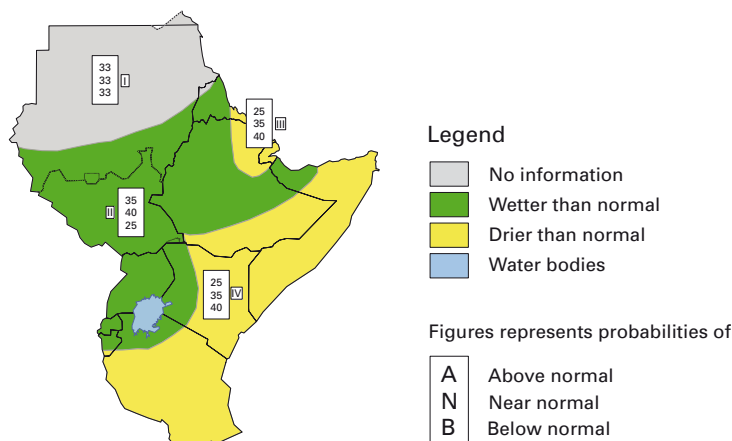 33
33
33
I
25
35
40
III
35
40
25
II
25
35
40
IV
Legend
No information
Wetter than normal
Drier than normal
Water bodies
Figures represents probabilities of
A Above normal
N Near normal
B Below normal